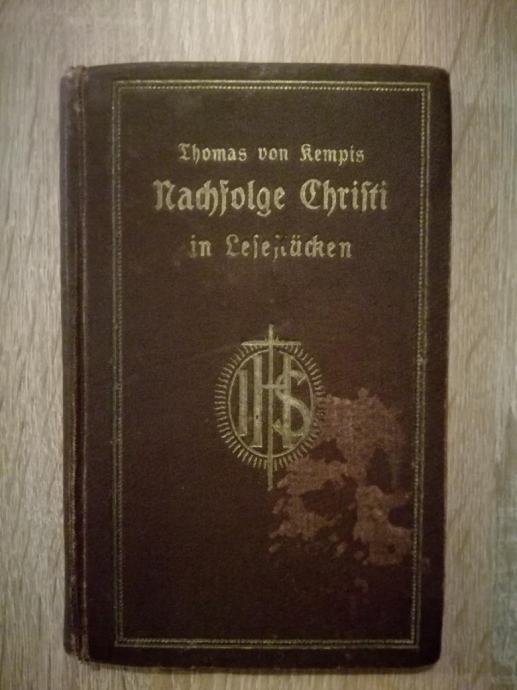 Thomas von Kempis
Nachfolge Christi
in Lesestücken
IHS